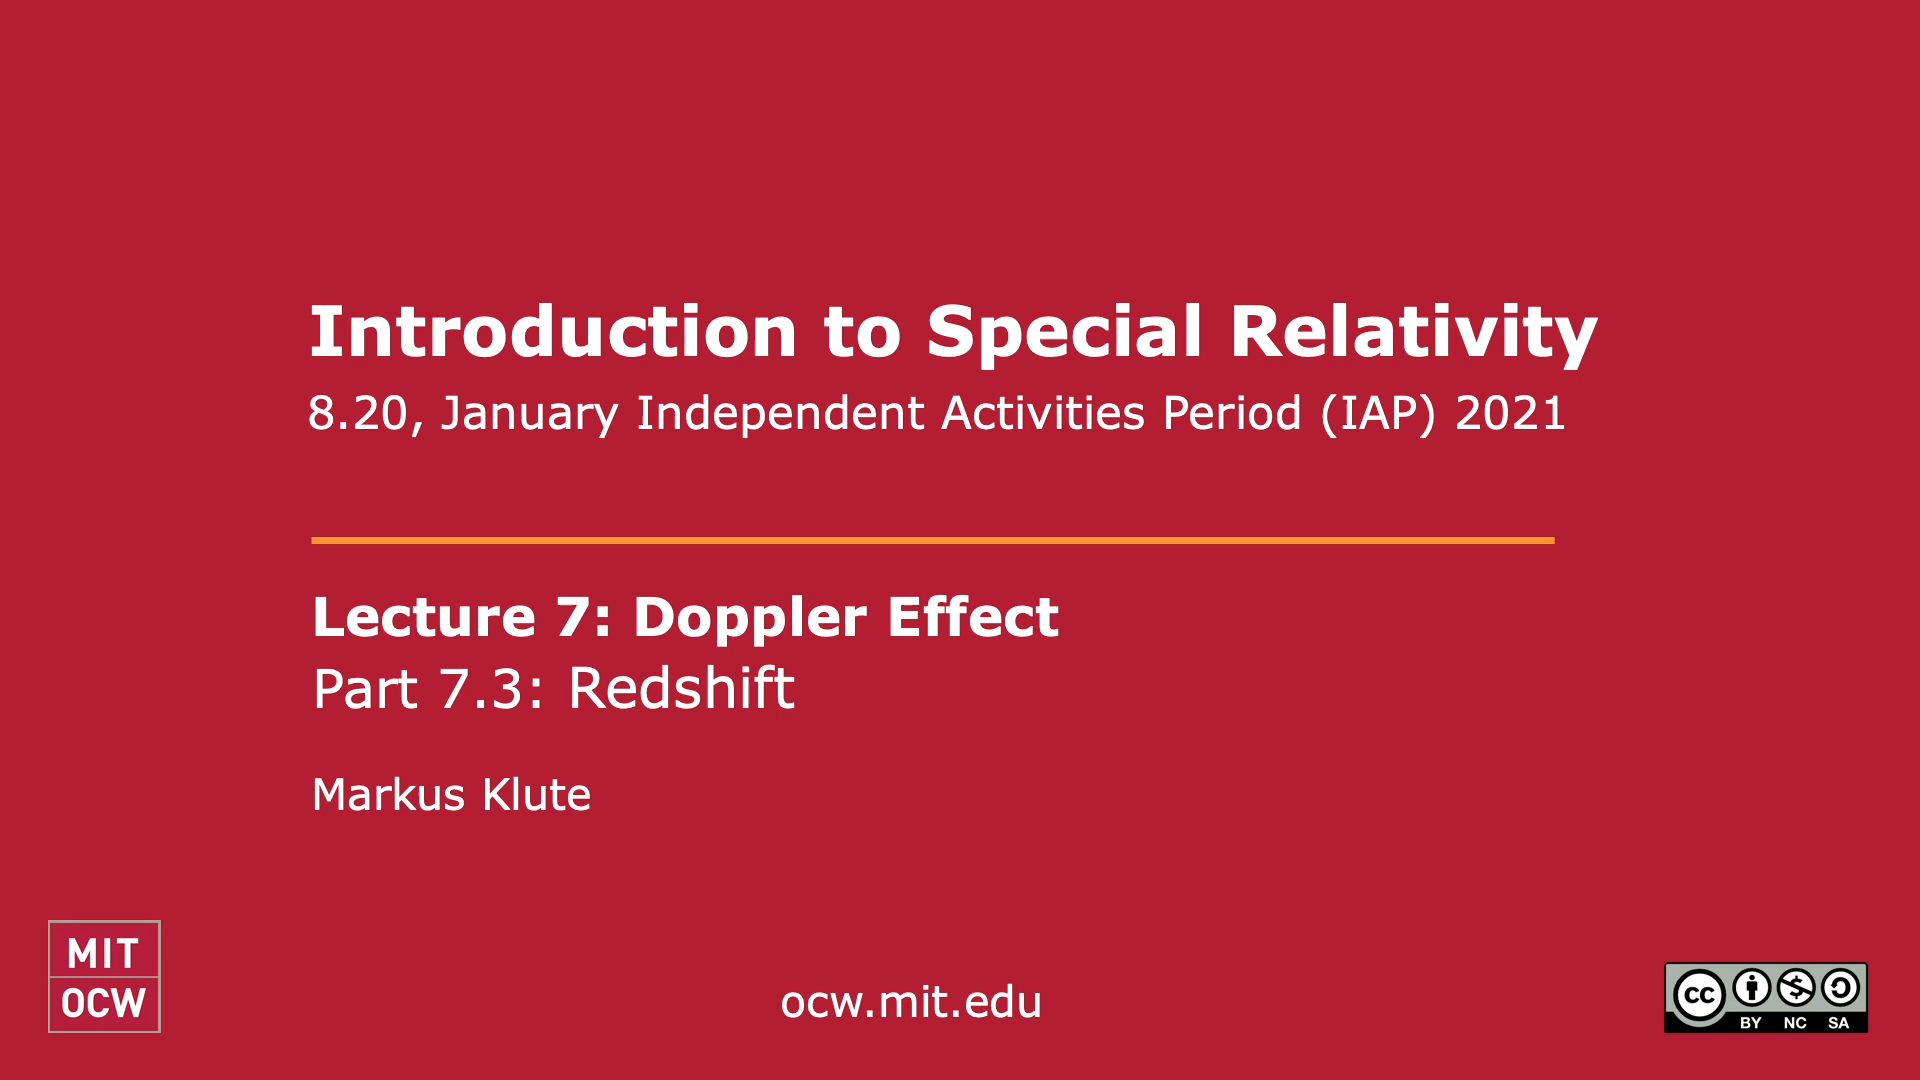 Introduction to Special Relativity
8.20, January Independent Activities Period (IAP) 2021
Lecture 7: Doppler Effect
Part 7.3: Redshift
Markus Klute
MIT
OCW
ocw.mit.edu
cc
BY NC SA